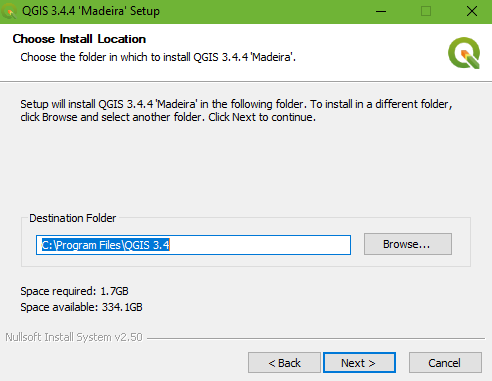 QGIS 3.4.4 'Madeira' Setup
Choose Install Location
Choose the folder in which to install QGIS 3.4.4 'Madeira'.
Setup will install QGIS 3.4.4 'Madeira' in the following folder. To install in a different folder,
click Browse and select another folder. Click Next to continue.
Destination Folder
C:\Program Files\QGIS 3.4
Browse...
Space required: 1.7GB
Space available: 334.1GB
Nullsoft Install System v2.50
< Back
Next >
Cancel